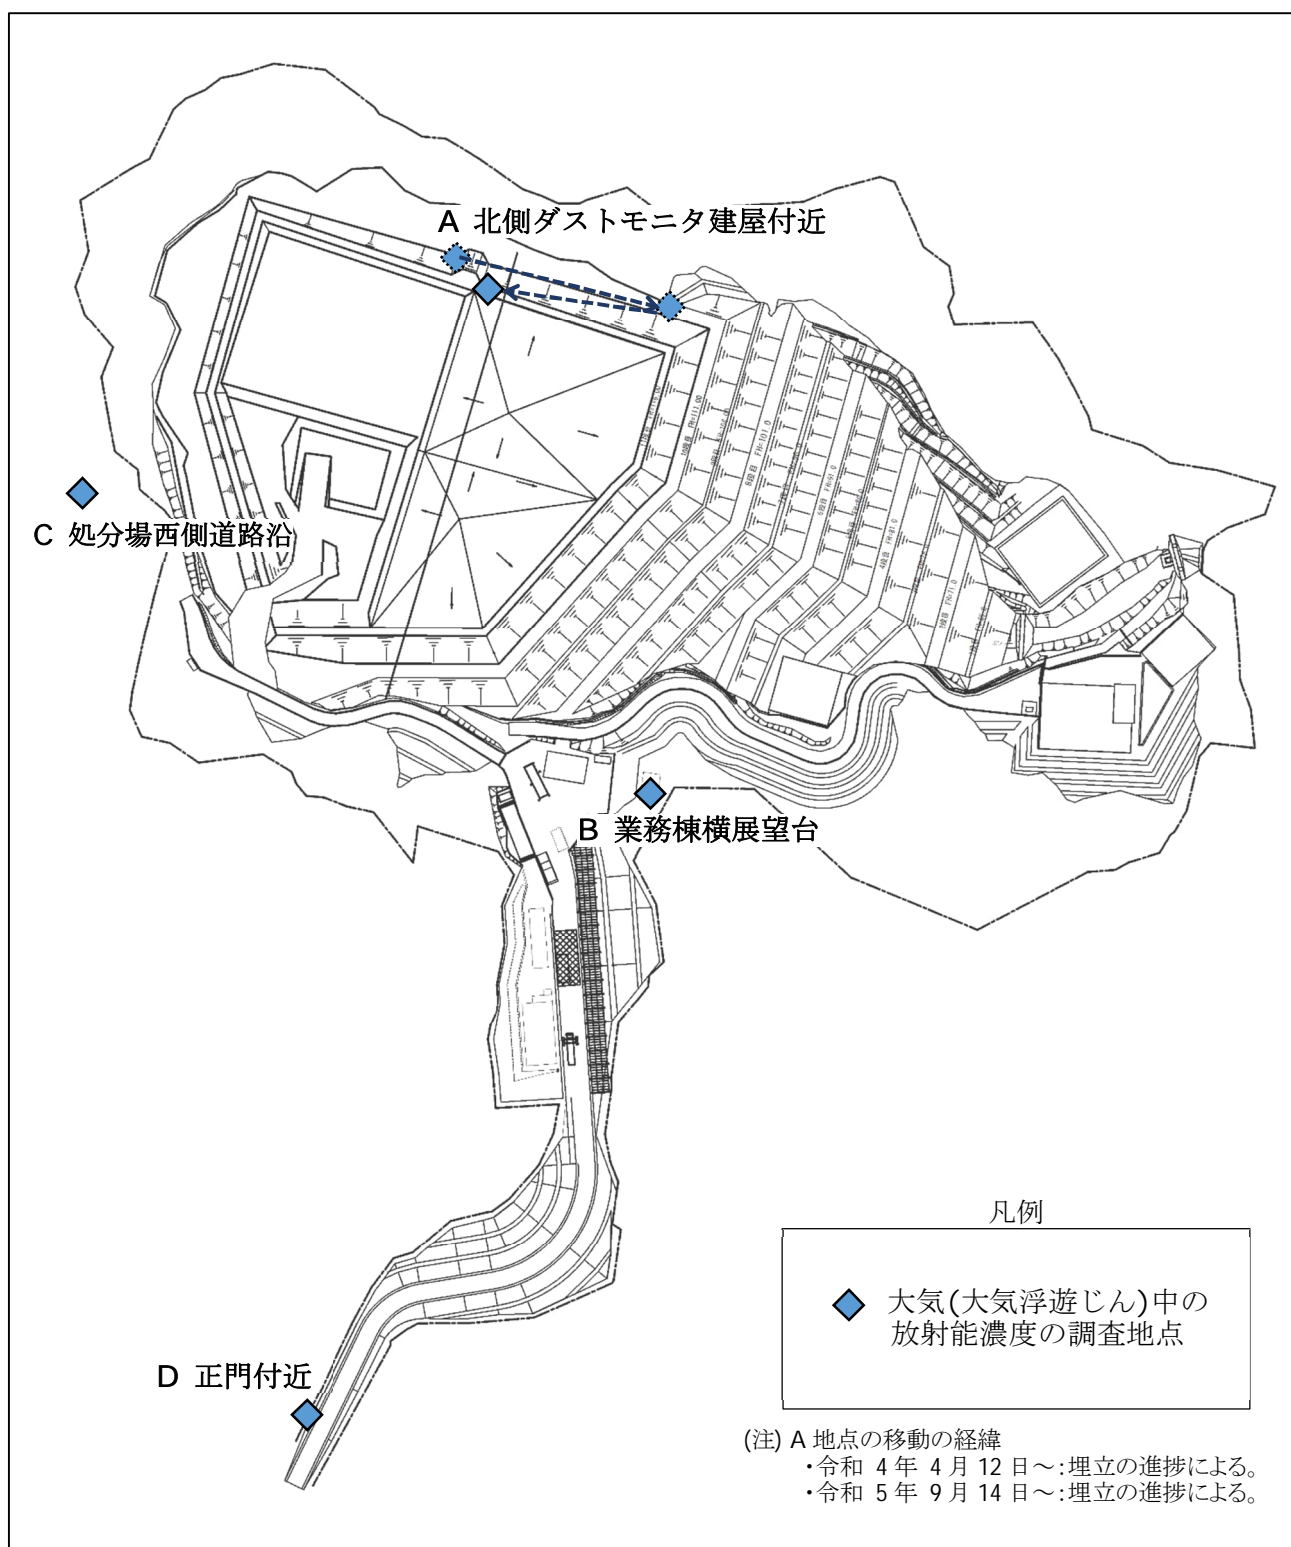 A 北側ダストモニタ建屋付近
C 処分場西側道路沿
B 業務棟横展望台
D 正門付近
凡例
大気(大気浮遊じん)中の
放射能濃度の調査地点
(注) A 地点の移動の経緯
・令和 4 年 4 月 12 日～：埋立の進捗による。
・令和 5 年 9 月 14 日～：埋立の進捗による。